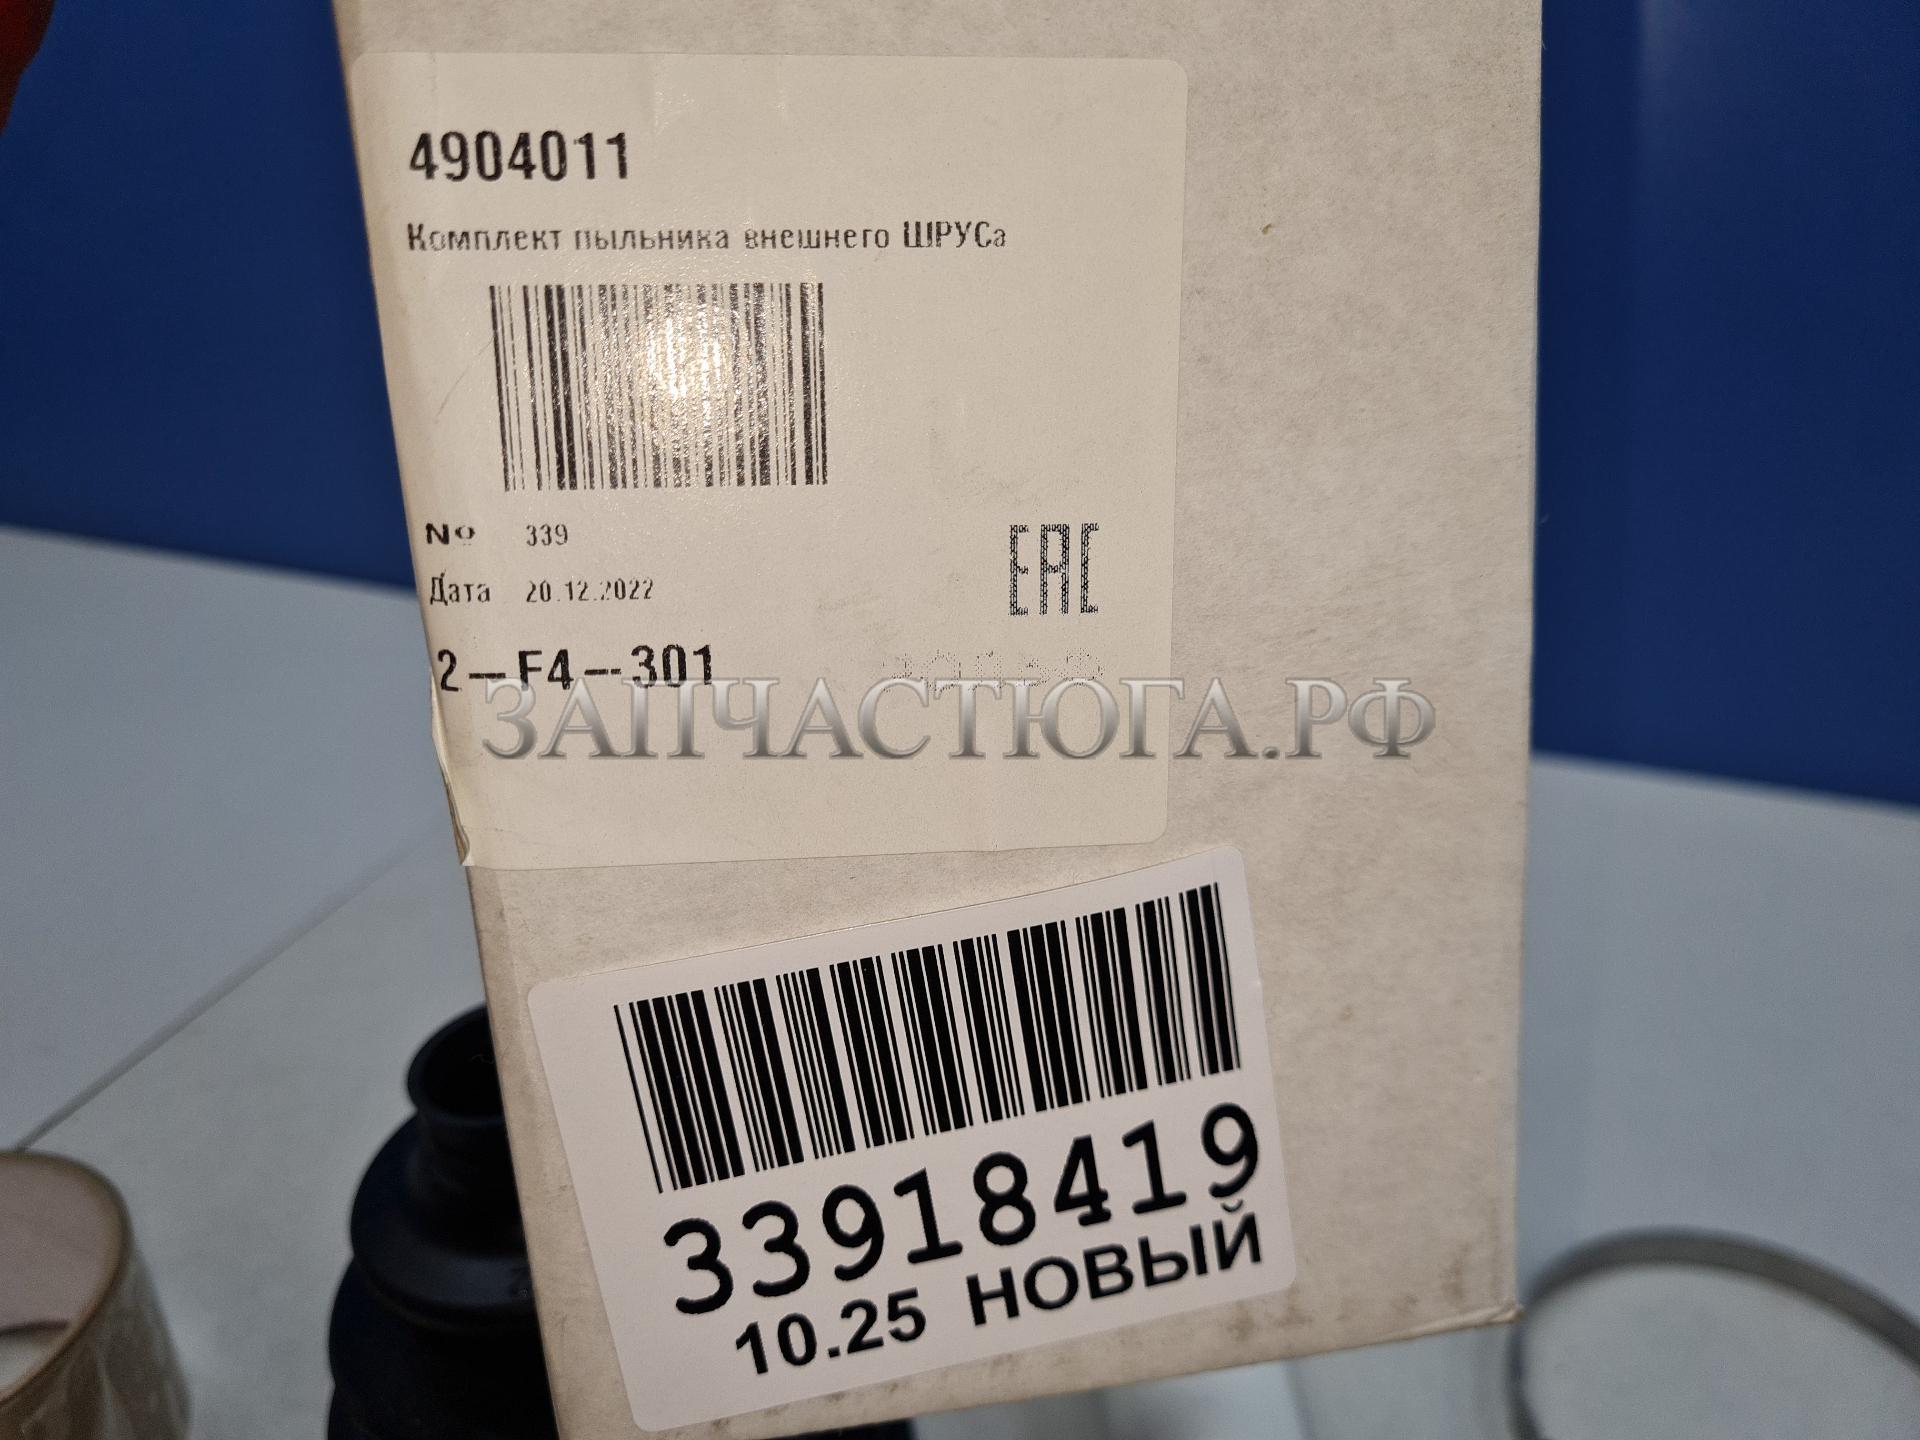 4904011
Комплект пыльника внешнего ШРУСа
№ 339
Дата 20.12.2022
EAC
2-F4-301
ЗАПЧАСТЮГА.РФ
33918419
10.25 НОВЫЙ